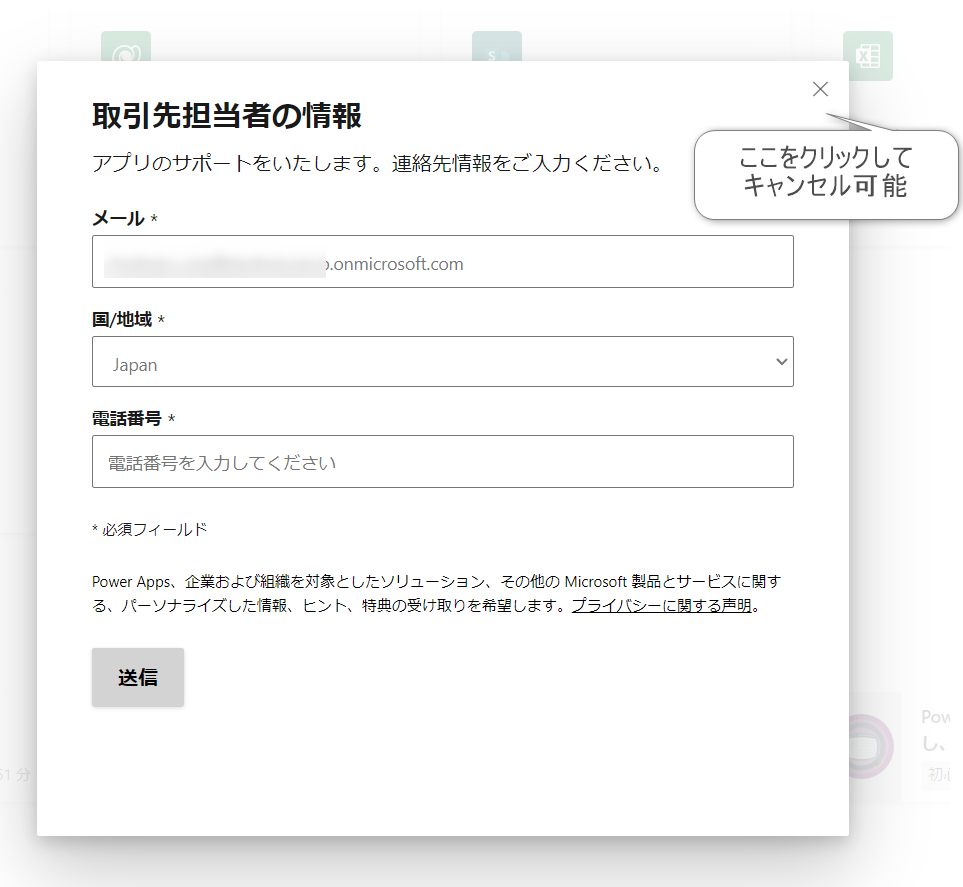 取引先担当者の情報
アプリのサポートをいたします。連絡先情報をご入力ください。
ここをクリックして
キャンセル可能
メール *
.onmicrosoft.com
国/地域 *
Japan
電話番号 *
電話番号を入力してください
* 必須フィールド
Power Apps、企業および組織を対象としたソリューション、その他の Microsoft 製品とサービスに関す
る、パーソナライズした情報、ヒント、特典の受け取りを希望します。プライバシーに関する声明。
送信
Pow
し、
51 分
初心